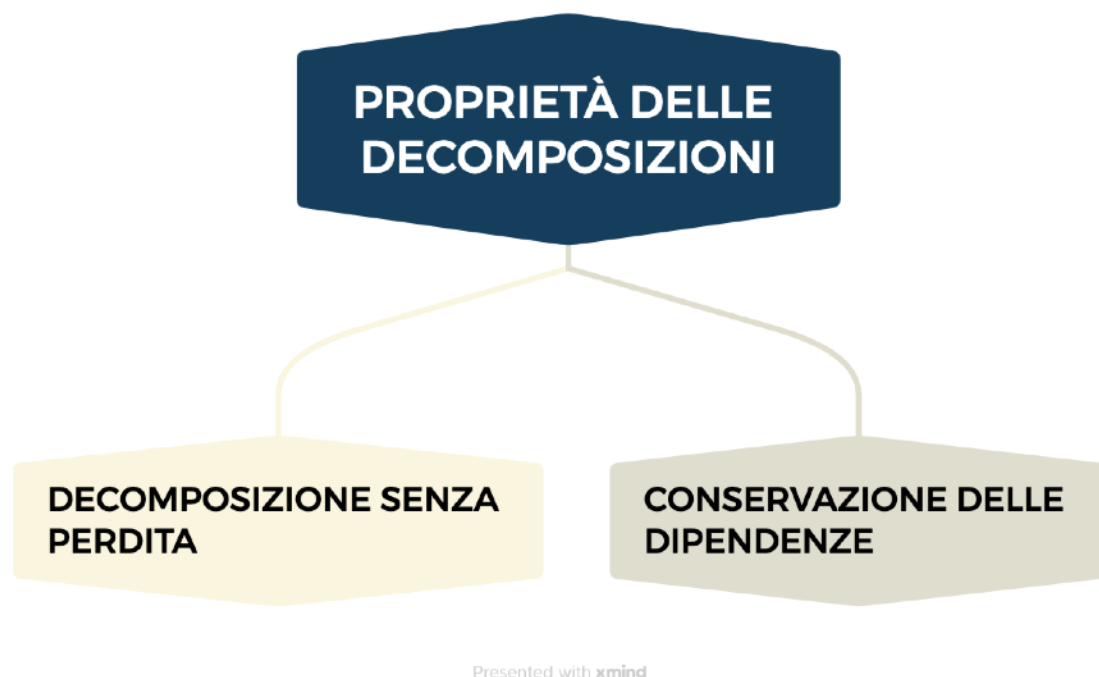 PROPRIETÀ DELLE
DECOMPOSIZIONI
DECOMPOSIZIONE SENZA
PERDITA
CONSERVAZIONE DELLE
DIPENDENZE
Presented with xmind